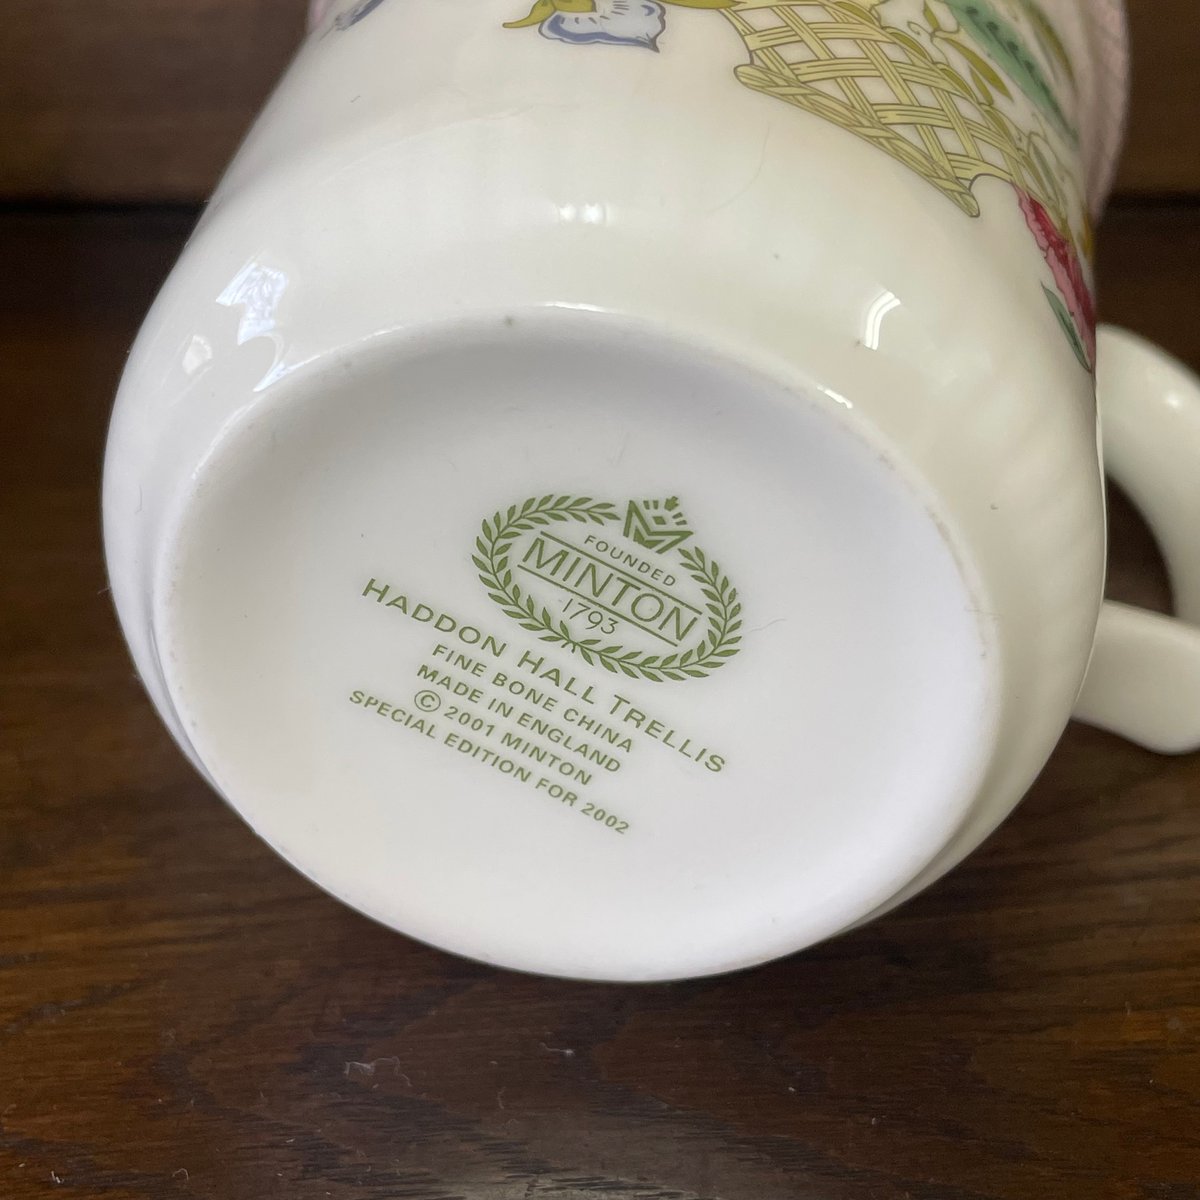 FOUNDED
MINTON
1793
HADDON HALL TRELLIS
FINE BONE CHINA
MADE IN ENGLAND
© 2001 MINTON
SPECIAL EDITION FOR 2002